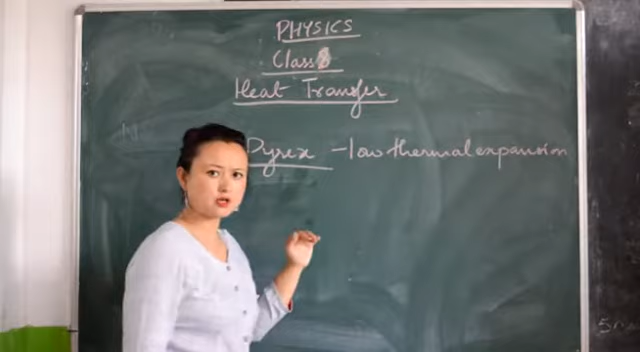 PHYSICS
Class 8
Heat Transfer
Pyrex - low thermal expansion